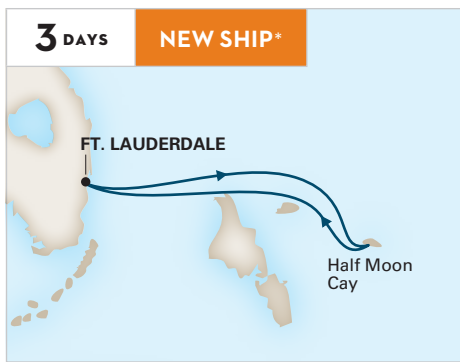 3 DAYS
NEW SHIP*
FT. LAUDERDALE
Half Moon
Cay